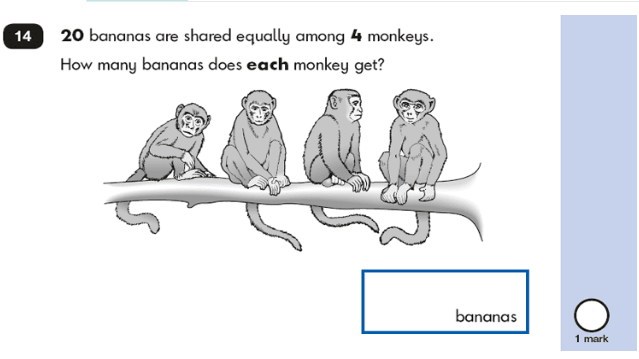 14
20 bananas are shared equally among 4 monkeys.
How many bananas does each monkey get?
bananas
1 mark